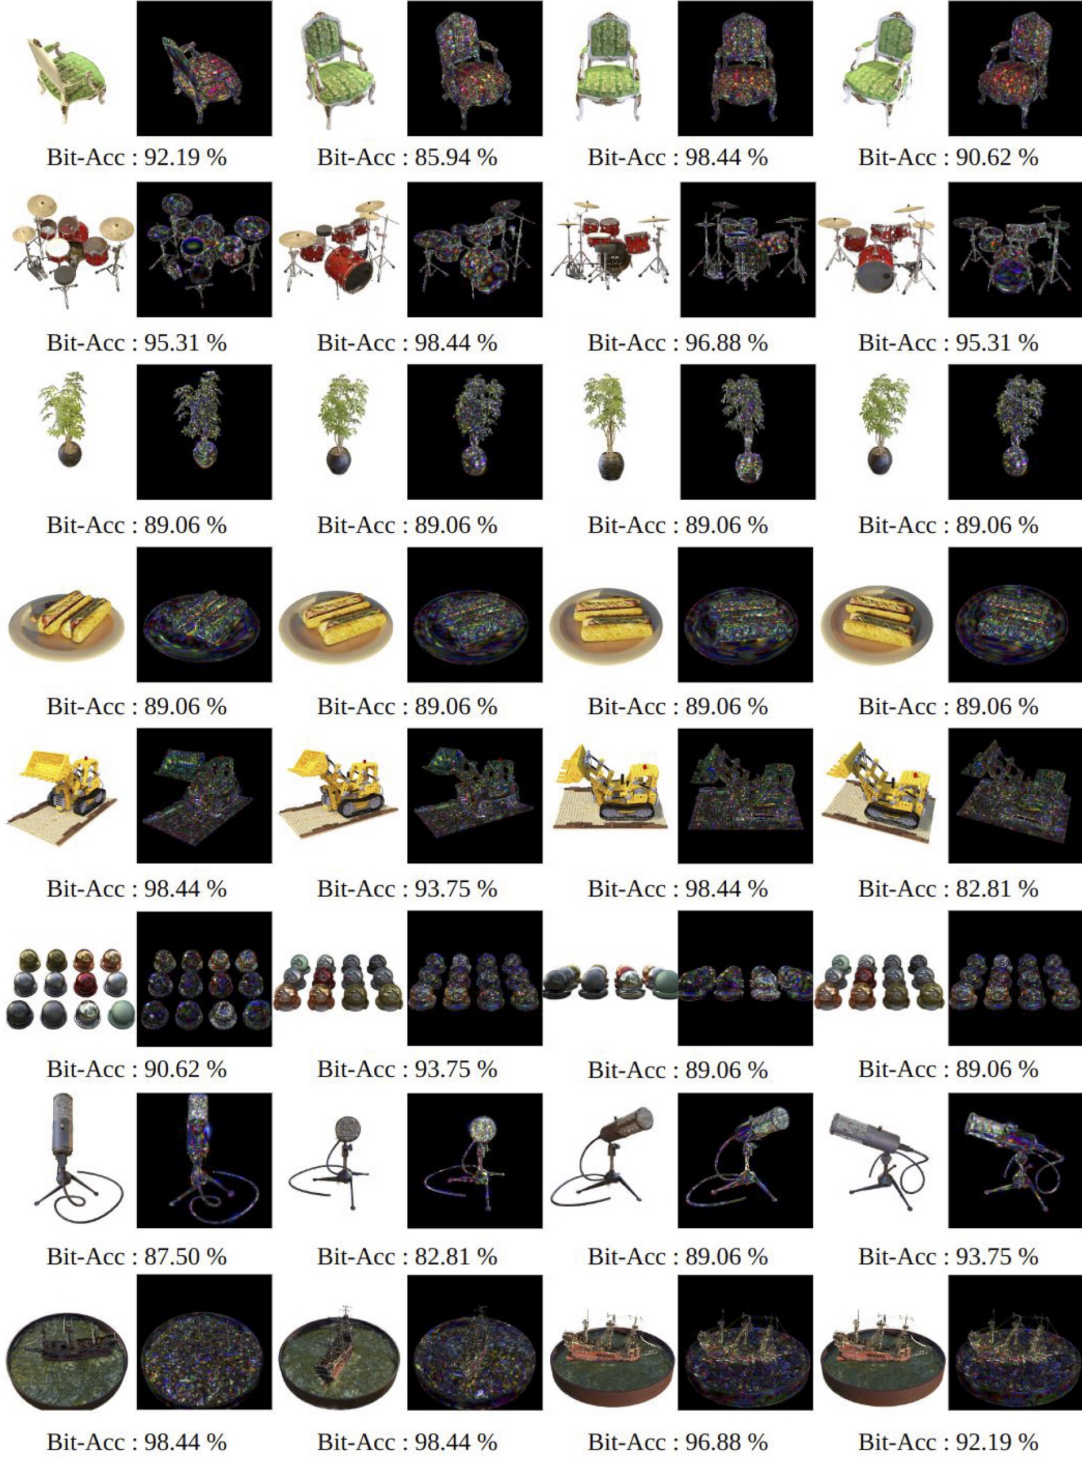 Bit-Acc : 92.19 % Bit-Acc : 85.94 % Bit-Acc : 98.44 % Bit-Acc : 90.62 %
Bit-Acc : 95.31 % Bit-Acc : 98.44 % Bit-Acc : 96.88 % Bit-Acc : 95.31 %
Bit-Acc : 89.06 % Bit-Acc : 89.06 % Bit-Acc : 89.06 % Bit-Acc : 89.06 %
Bit-Acc : 89.06 % Bit-Acc : 89.06 % Bit-Acc : 89.06 % Bit-Acc : 89.06 %
Bit-Acc : 98.44 % Bit-Acc : 93.75 % Bit-Acc : 98.44 % Bit-Acc : 82.81 %
Bit-Acc : 90.62 % Bit-Acc : 93.75 % Bit-Acc : 89.06 % Bit-Acc : 89.06 %
Bit-Acc : 87.50 % Bit-Acc : 82.81 % Bit-Acc : 89.06 % Bit-Acc : 93.75 %
Bit-Acc : 98.44 % Bit-Acc : 98.44 % Bit-Acc : 96.88 % Bit-Acc : 92.19 %